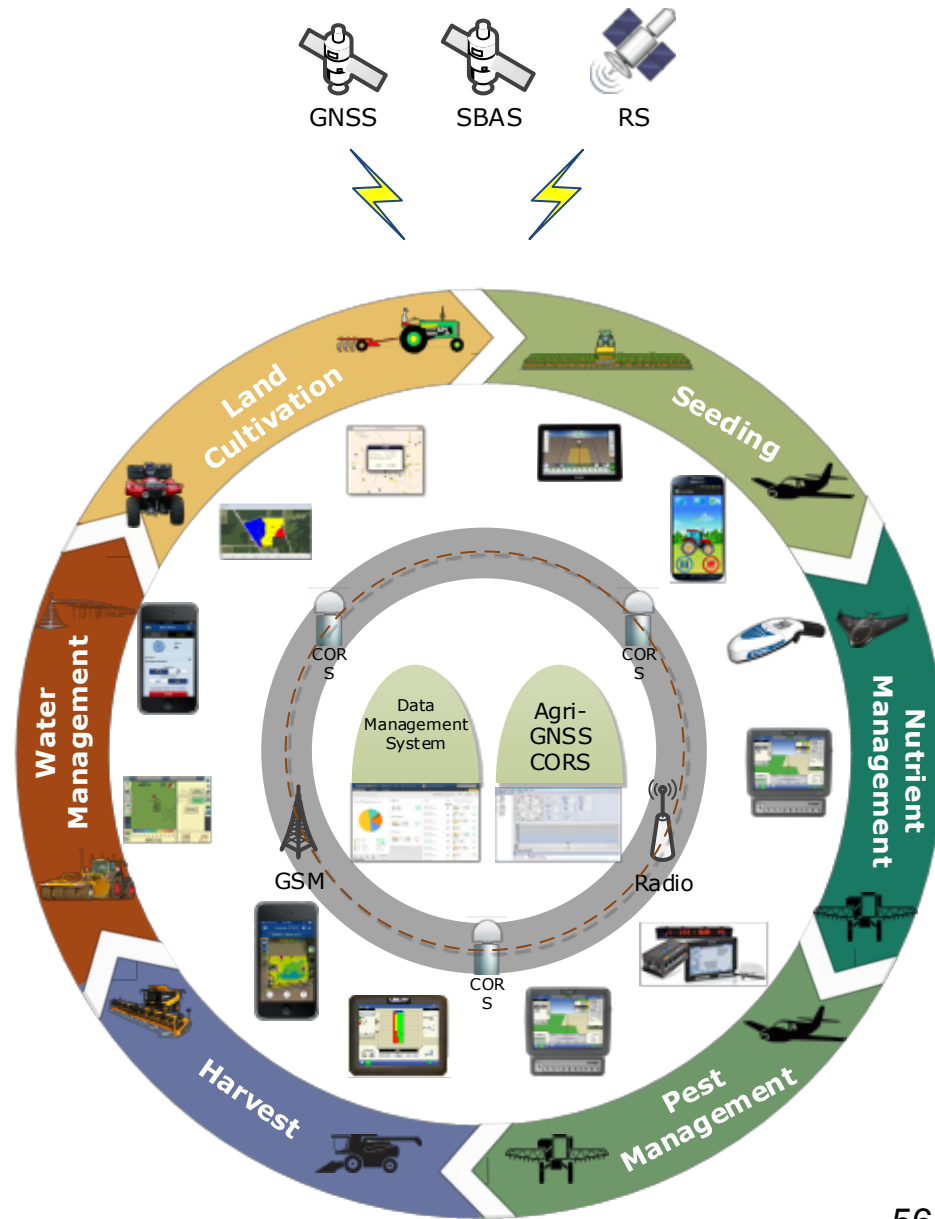 GNSS
SBAS
RS
Land
Cultivation
Seeding
Nutrient
Management
Pest
Management
Harvest
Water
Management
COR
S
COR
S
Data
Management
System
Agri-
GNSS
CORS
GSM
Radio
COR
S
56